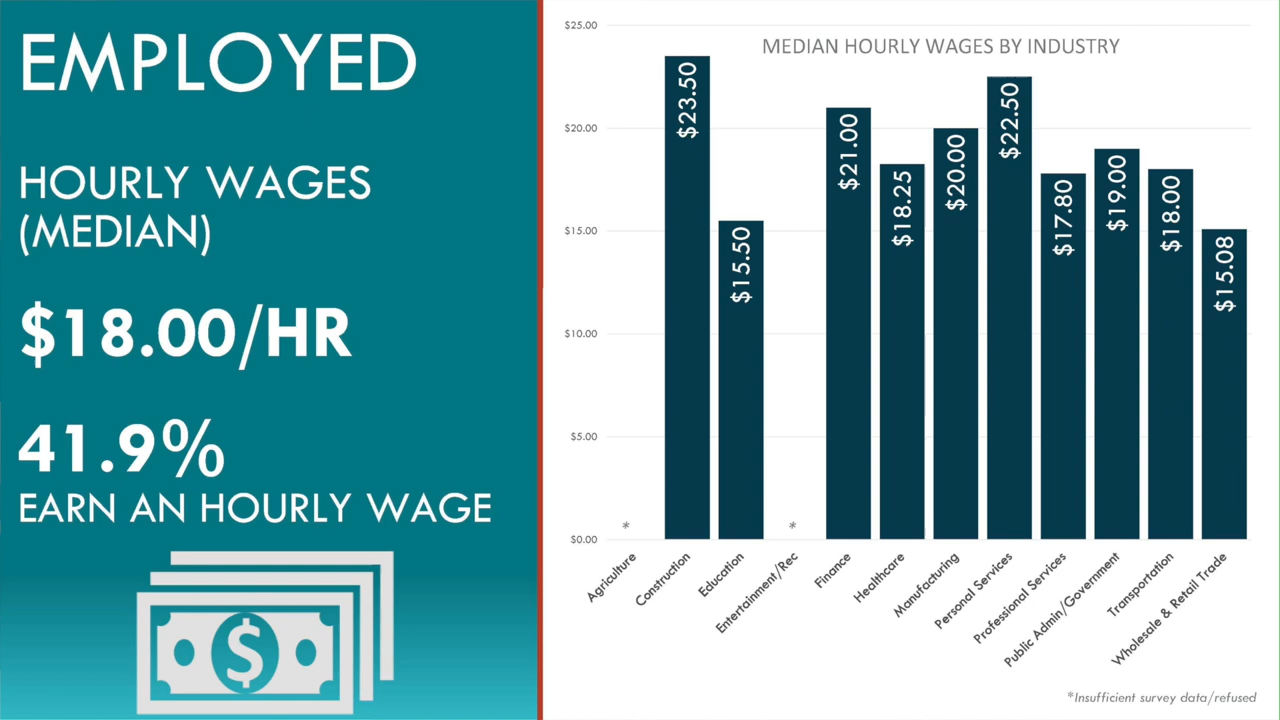 EMPLOYED
HOURLY WAGES
(MEDIAN)
$18.00/HR
41.9%
EARN AN HOURLY WAGE
$
MEDIAN HOURLY WAGES BY INDUSTRY
$25.00
$20.00
$15.00
$10.00
$5.00
$0.00
*
$23.50
$15.50
*
$21.00
$18.25
$20.00
$22.50
$17.80
$19.00
$18.00
$15.08
Agriculture
Construction
Education
Entertainment/Rec
Finance
Healthcare
Manufacturing
Personal Services
Professional Services
Public Admin/Government
Transportation
Wholesale & Retail Trade
*Insufficient survey data/refused